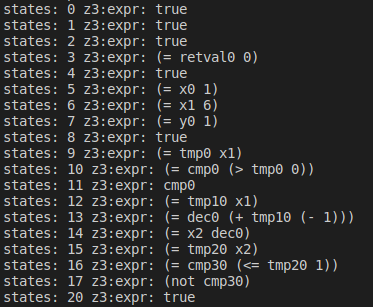 states: 0 z3:expr: true
states: 1 z3:expr: true
states: 2 z3:expr: true
states: 3 z3:expr: (= retval0 0)
states: 4 z3:expr: true
states: 5 z3:expr: (= x0 1)
states: 6 z3:expr: (= x1 6)
states: 7 z3:expr: (= y0 1)
states: 8 z3:expr: true
states: 9 z3:expr: (= tmp0 x1)
states: 10 z3:expr: (= cmp0 (> tmp0 0))
states: 11 z3:expr: cmp0
states: 12 z3:expr: (= tmp10 x1)
states: 13 z3:expr: (= dec0 (+ tmp10 (- 1)))
states: 14 z3:expr: (= x2 dec0)
states: 15 z3:expr: (= tmp20 x2)
states: 16 z3:expr: (= cmp30 (<= tmp20 1))
states: 17 z3:expr: (not cmp30)
states: 20 z3:expr: true